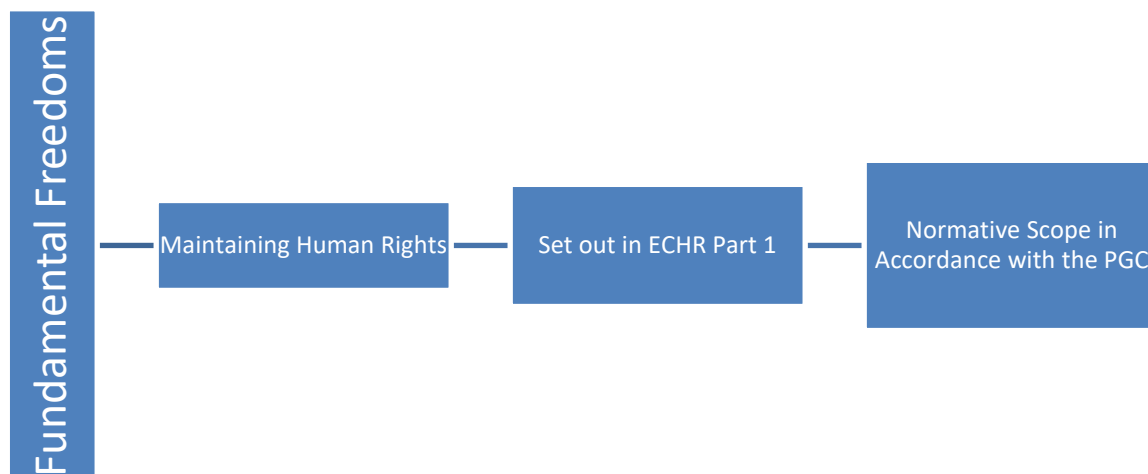 Fundamental Freedoms
Maintaining Human Rights
Set out in ECHR Part 1
Normative Scope in
Accordance with the PGC